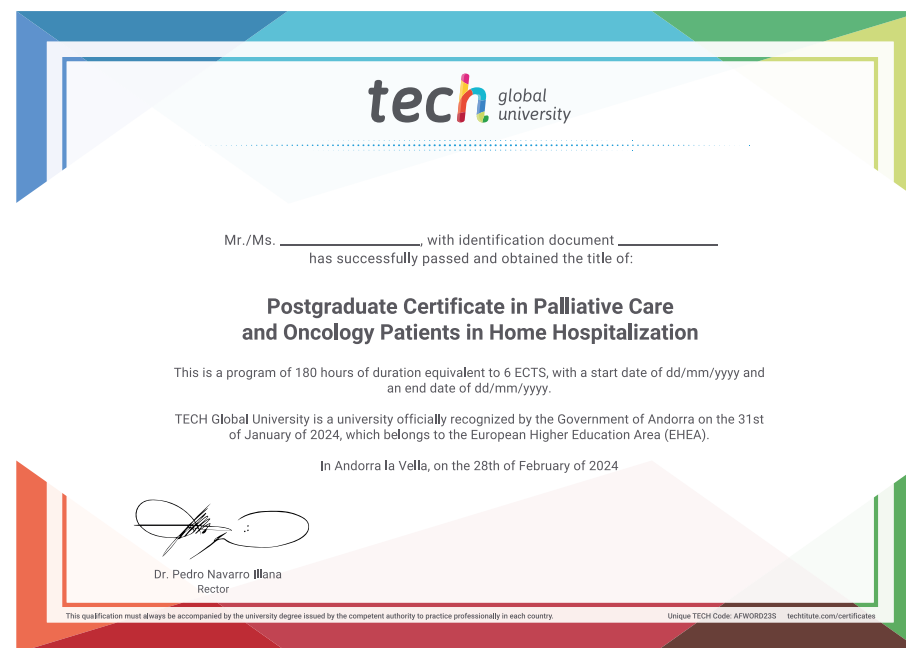 tech global university
Mr./Ms. ____________, with identification document ____________
has successfully passed and obtained the title of:
Postgraduate Certificate in Palliative Care
and Oncology Patients in Home Hospitalization
This is a program of 180 hours of duration equivalent to 6 ECTS, with a start date of dd/mm/yyyy and
an end date of dd/mm/yyyy.
TECH Global University is a university officially recognized by the Government of Andorra on the 31st
of January of 2024, which belongs to the European Higher Education Area (EHEA).
In Andorra la Vella, on the 28th of February of 2024
Dr. Pedro Navarro Illana
Rector
This qualification must always be accompanied by the university degree issued by the competent authority to practice professionally in each country.
Unique TECH Code: AFWORD23S techtitute.com/certificates